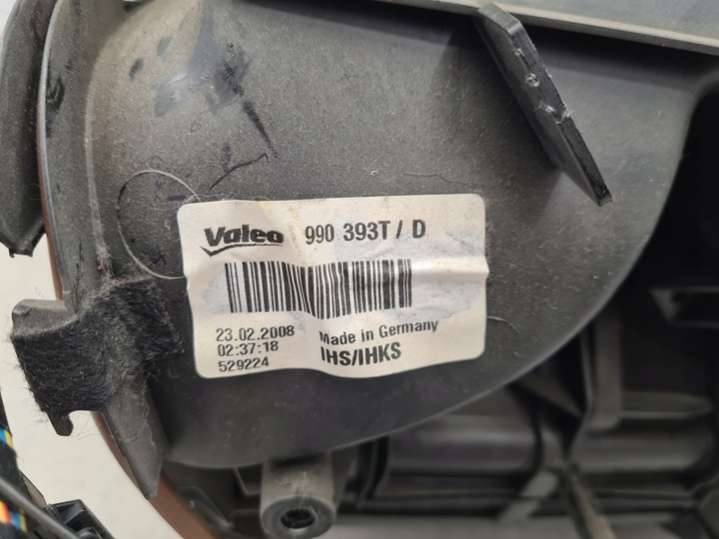 Valeo 990 393T / D
23.02.2008 Made in Germany
02:37:18 IHS/IHKS
529224